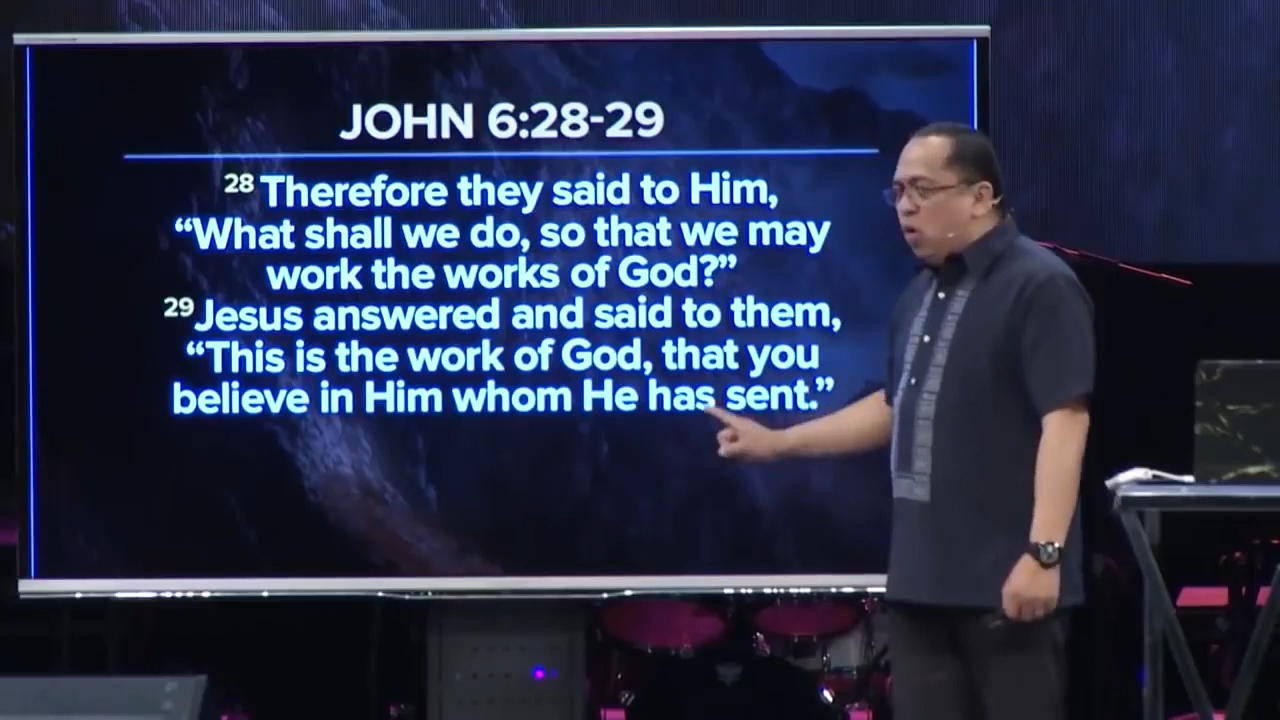 JOHN 6:28-29
28 Therefore they said to Him,
“What shall we do, so that we may
work the works of God?”
29 Jesus answered and said to them,
“This is the work of God, that you
believe in Him whom He has sent.”